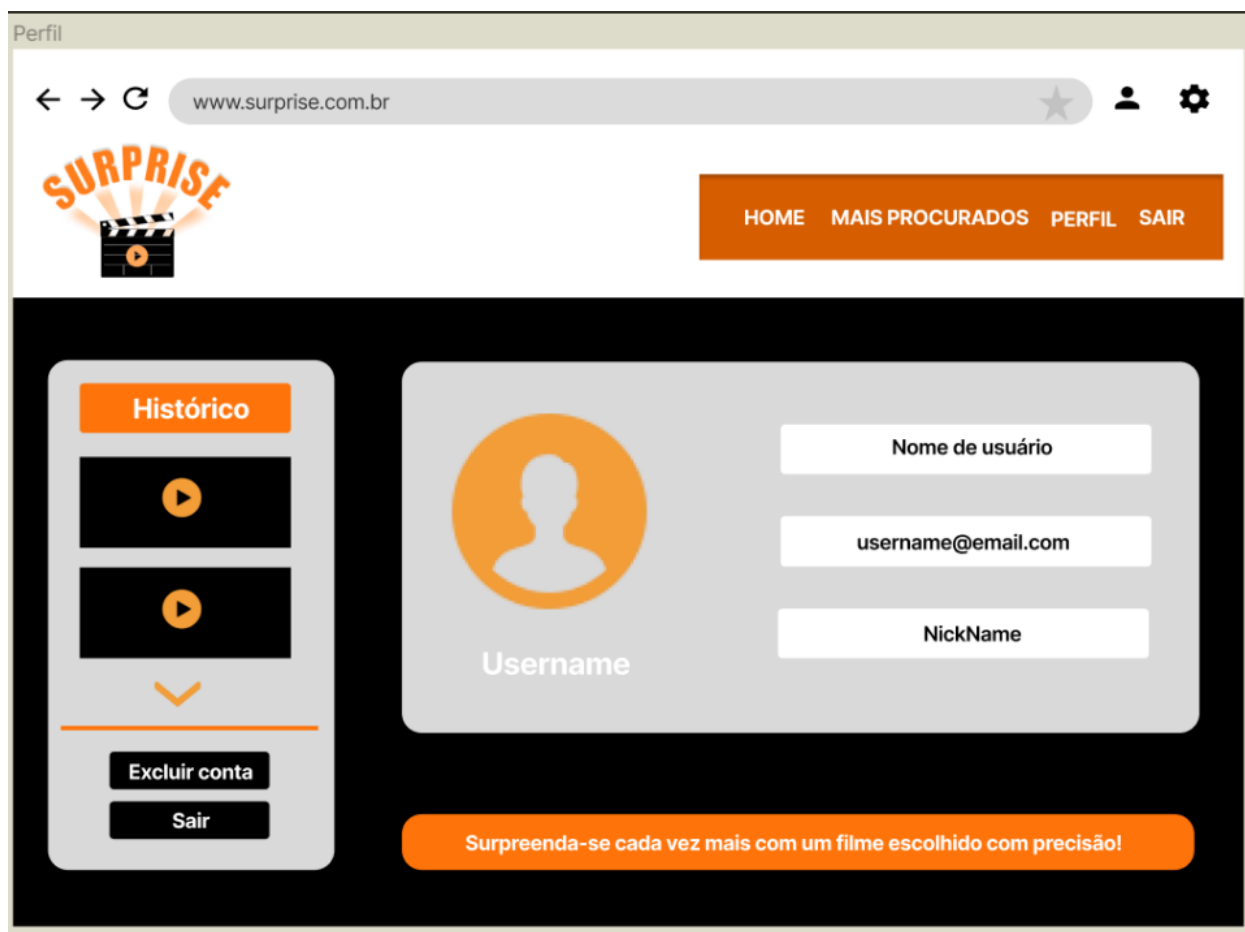 Perfil
www.surprise.com.br
SURPRISE
HOME MAIS PROCURADOS PERFIL SAIR
Histórico
Excluir conta
Sair
Username
Nome de usuário
username@email.com
NickName
Surpreenda-se cada vez mais com um filme escolhido com precisão!